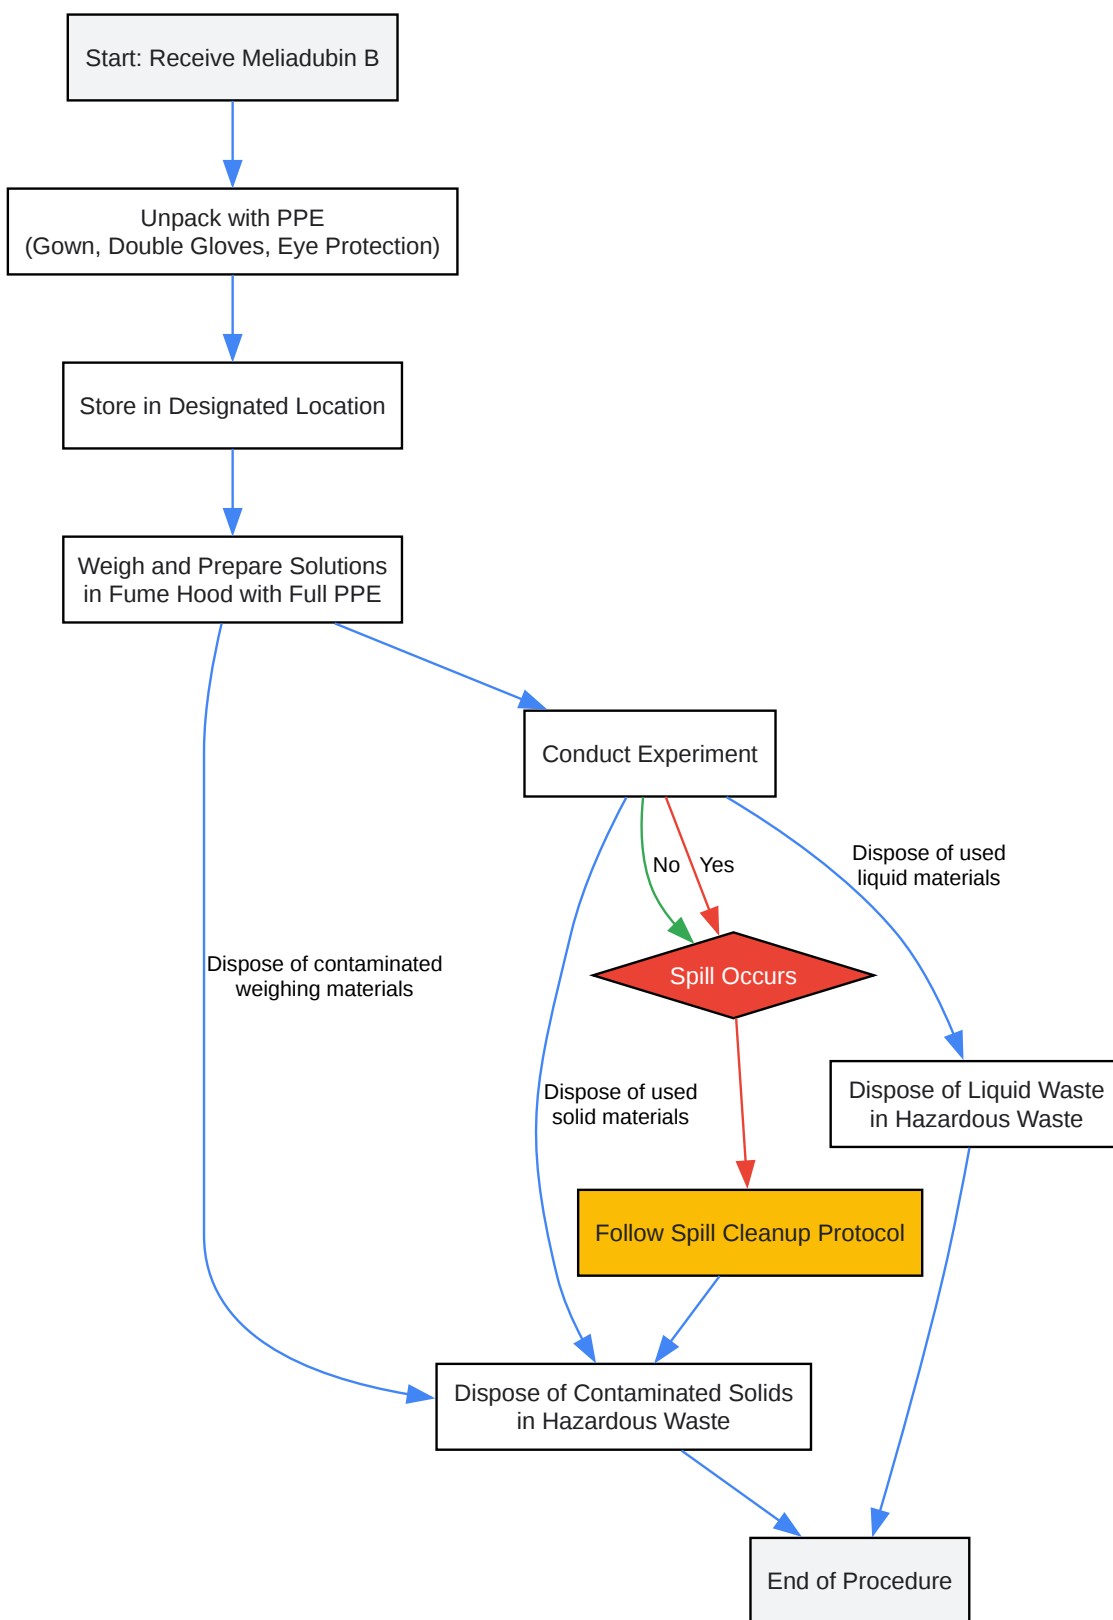 Start: Receive Meliadubin B
Unpack with PPE
(Gown, Double Gloves, Eye Protection)
Store in Designated Location
Weigh and Prepare Solutions
in Fume Hood with Full PPE
Conduct Experiment
No
Yes
Dispose of used
liquid materials
Dispose of contaminated
weighing materials
Spill Occurs
Dispose of used
solid materials
Dispose of Liquid Waste
in Hazardous Waste
Follow Spill Cleanup Protocol
Dispose of Contaminated Solids
in Hazardous Waste
End of Procedure